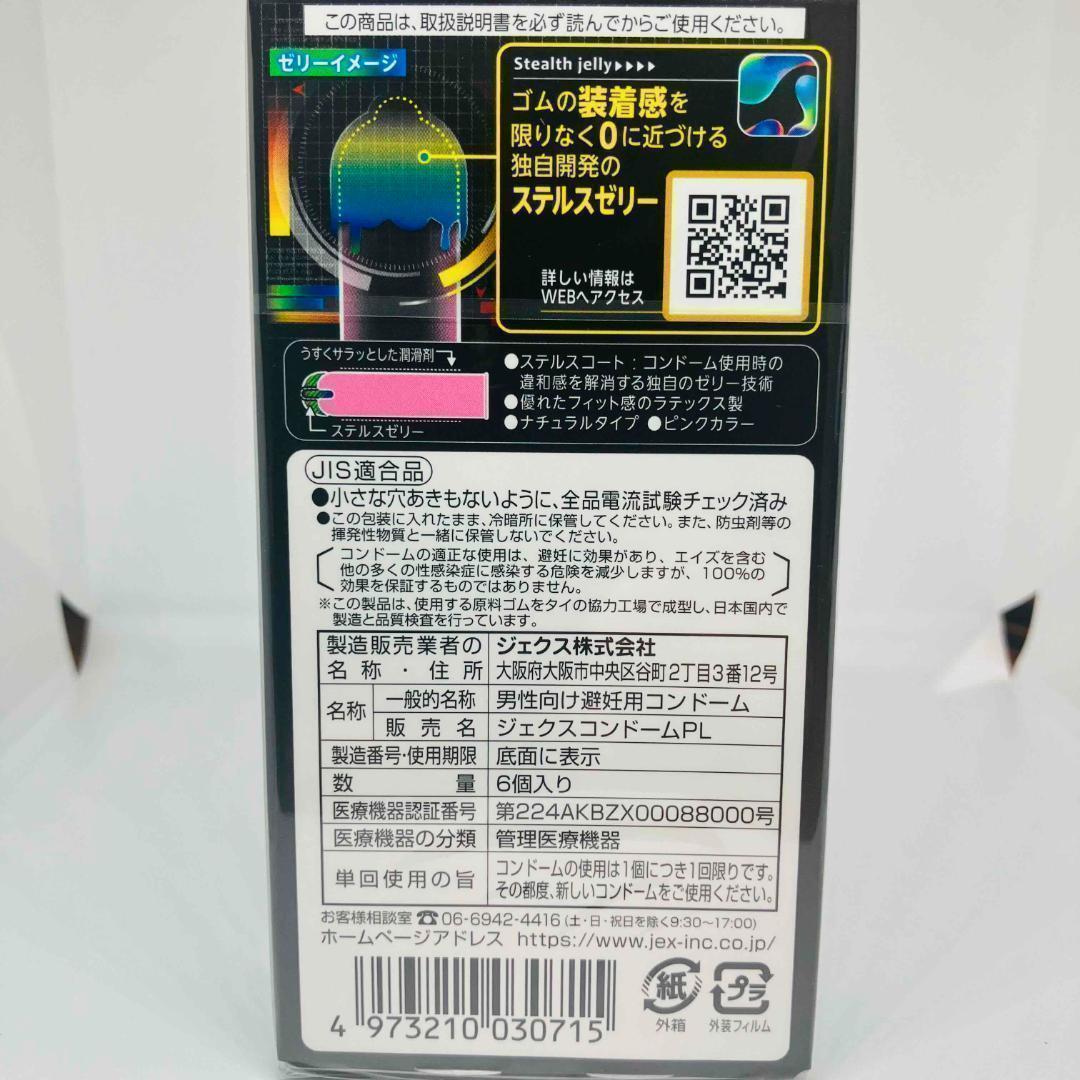 この商品は、取扱説明書を必ず読んでからご使用ください。
ゼリーイメージ
Stealth jelly▶▶▶▶
ゴムの装着感を
限りなく0に近づける
独自開発の
ステルスゼリー
詳しい情報は
WEBへアクセス
うすくサラッとした潤滑剤
ステルスゼリー
●ステルスコート：コンドーム使用時の
違和感を解消する独自のゼリー技術
●優れたフィット感のラテックス製
●ナチュラルタイプ ●ピンクカラー
JIS適合品
●小さな穴あきもないように、全品電流試験チェック済み
●この包装に入れたまま、冷暗所に保管してください。また、防虫剤等の
揮発性物質と一緒に保管しないでください。
コンドームの適正な使用は、避妊に効果があり、エイズを含む
他の多くの性感染症に感染する危険を減少しますが、100%の
効果を保証するものではありません。
※この製品は、使用する原料ゴムをタイの協力工場で成型し、日本国内で
製造と品質検査を行っています。
製造販売業者の 名称・住所 ジェクス株式会社
大阪府大阪市中央区谷町2丁目3番12号
名称 一般的名称 男性向け避妊用コンドーム
販売名 ジェクスコンドームPL
製造番号・使用期限 底面に表示
数量 6個入り
医療機器認証番号 第224AKBZX00088000号
医療機器の分類 管理医療機器
単回使用の旨 コンドームの使用は1個につき1回限りです。
その都度、新しいコンドームをご使用ください。
お客様相談室 ☎06-6942-4416(土・日・祝日を除く9:30～17:00)
ホームページアドレス https://www.jex-inc.co.jp/
紙
外箱
プラ
外装フィルム
4 973210 030715